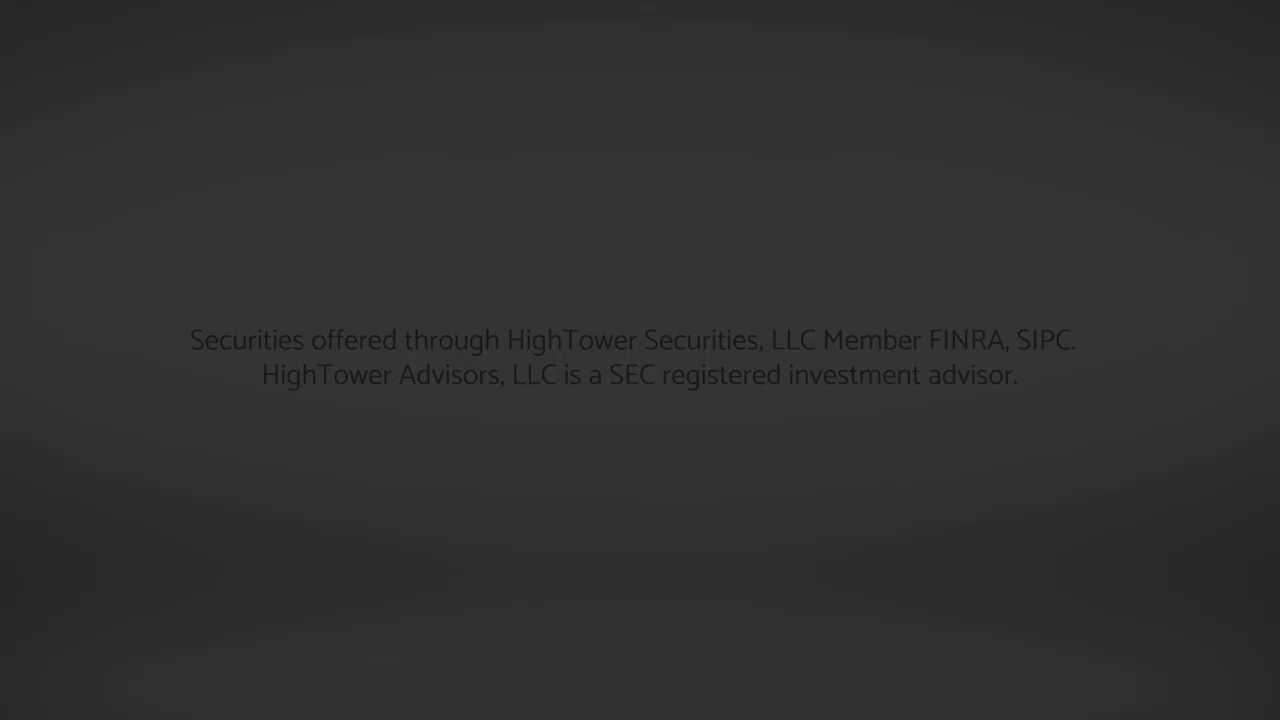 Securities offered through HighTower Securities, LLC Member FINRA, SIPC.
HighTower Advisors, LLC is a SEC registered investment advisor.